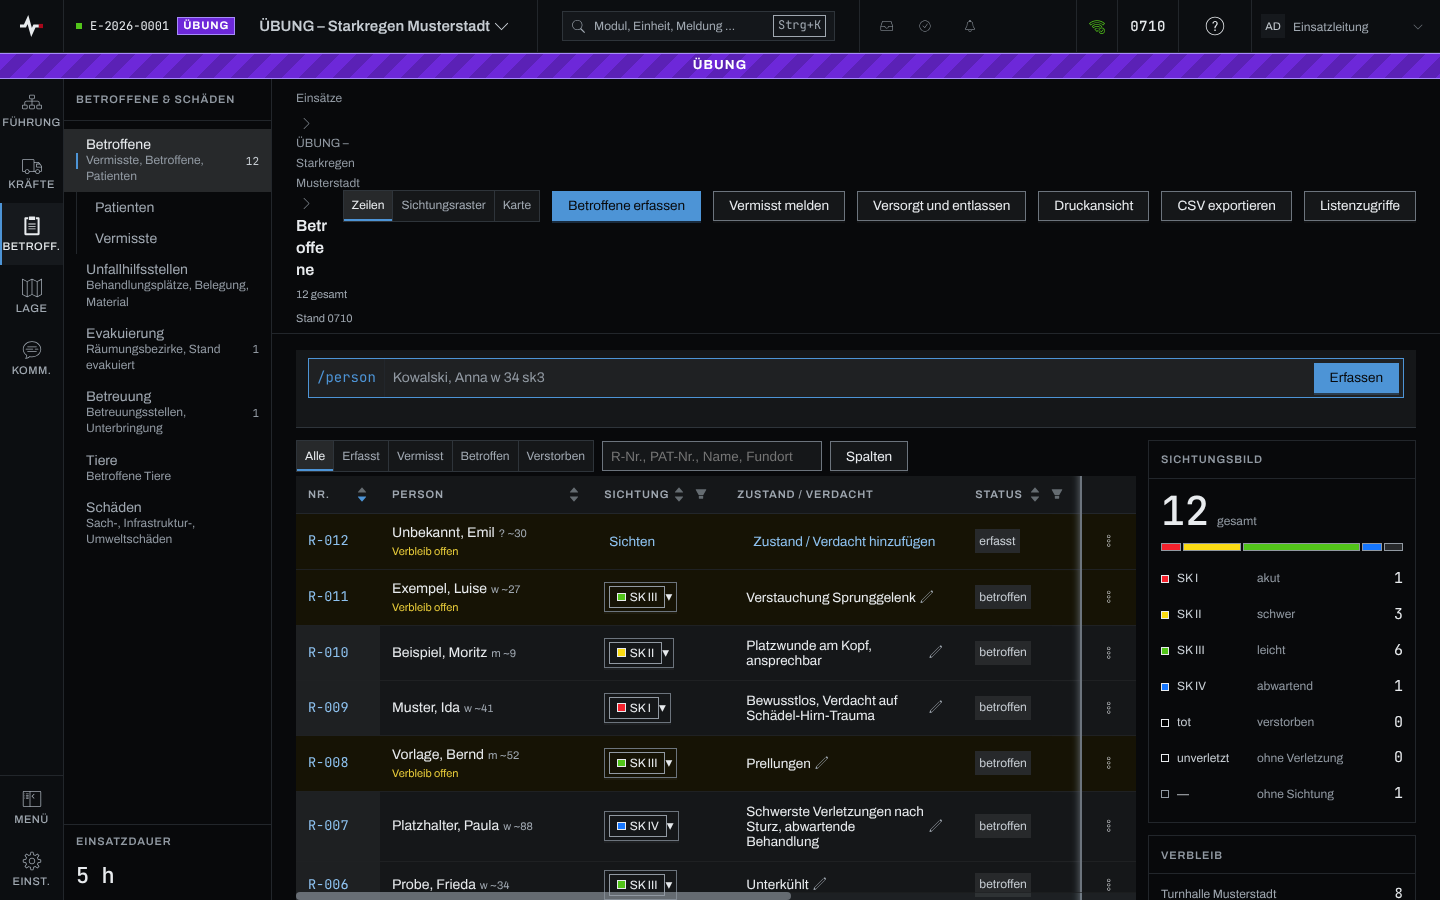 E-2026-0001 ÜBUNG ÜBUNG – Starkregen Musterstadt Modul, Einheit, Meldung ... Strg+K 0710 ? AD Einsatzleitung
ÜBUNG
FÜHRUNG
KRÄFTE
BETROFF.
LAGE
KOMM.
MENÜ
EINST.
BETROFFENE & SCHÄDEN
Betroffene
Vermisste, Betroffene, 12
Patienten
Patienten
Vermisste
Unfallhilfsstellen
Behandlungsplätze, Belegung,
Material
Evakuierung
Räumungsbezirke, Stand 1
evakuiert
Betreuung
Betreuungsstellen, 1
Unterbringung
Tiere
Betroffene Tiere
Schäden
Sach-, Infrastruktur-,
Umweltschäden
EINSATZDAUER
5 h
Einsätze
ÜBUNG –
Starkregen
Musterstadt
Betr
offe
ne
12 gesamt
Stand 0710
Zeilen Sichtungsraster Karte Betroffene erfassen Vermisst melden Versorgt und entlassen Druckansicht CSV exportieren Listenzugriffe
/person Kowalski, Anna w 34 sk3 Erfassen
Alle Erfasst Vermisst Betroffen Verstorben R-Nr., PAT-Nr., Name, Fundort Spalten
NR. PERSON SICHTUNG ZUSTAND / VERDACHT STATUS
R-012 Unbekannt, Emil ? ~30 Sichten Zustand / Verdacht hinzufügen erfasst
Verbleib offen
R-011 Exempel, Luise w ~27 SK III Verstauchung Sprunggelenk betroffen
Verbleib offen
R-010 Beispiel, Moritz m ~9 SK II Platzwunde am Kopf, betroffen
ansprechbar
R-009 Muster, Ida w ~41 SK I Bewusstlos, Verdacht auf betroffen
Schädel-Hirn-Trauma
R-008 Vorlage, Bernd m ~52 SK III Prellungen betroffen
Verbleib offen
R-007 Platzhalter, Paula w ~88 SK IV Schwerste Verletzungen nach betroffen
Sturz, abwartende
Behandlung
R-006 Probe, Frieda w ~34 SK III Unterkühlt betroffen
SICHTUNGSBILD
12 gesamt
SK I akut 1
SK II schwer 3
SK III leicht 6
SK IV abwartend 1
tot verstorben 0
unverletzt ohne Verletzung 0
— ohne Sichtung 1
VERBLEIB
Turnhalle Musterstadt 8